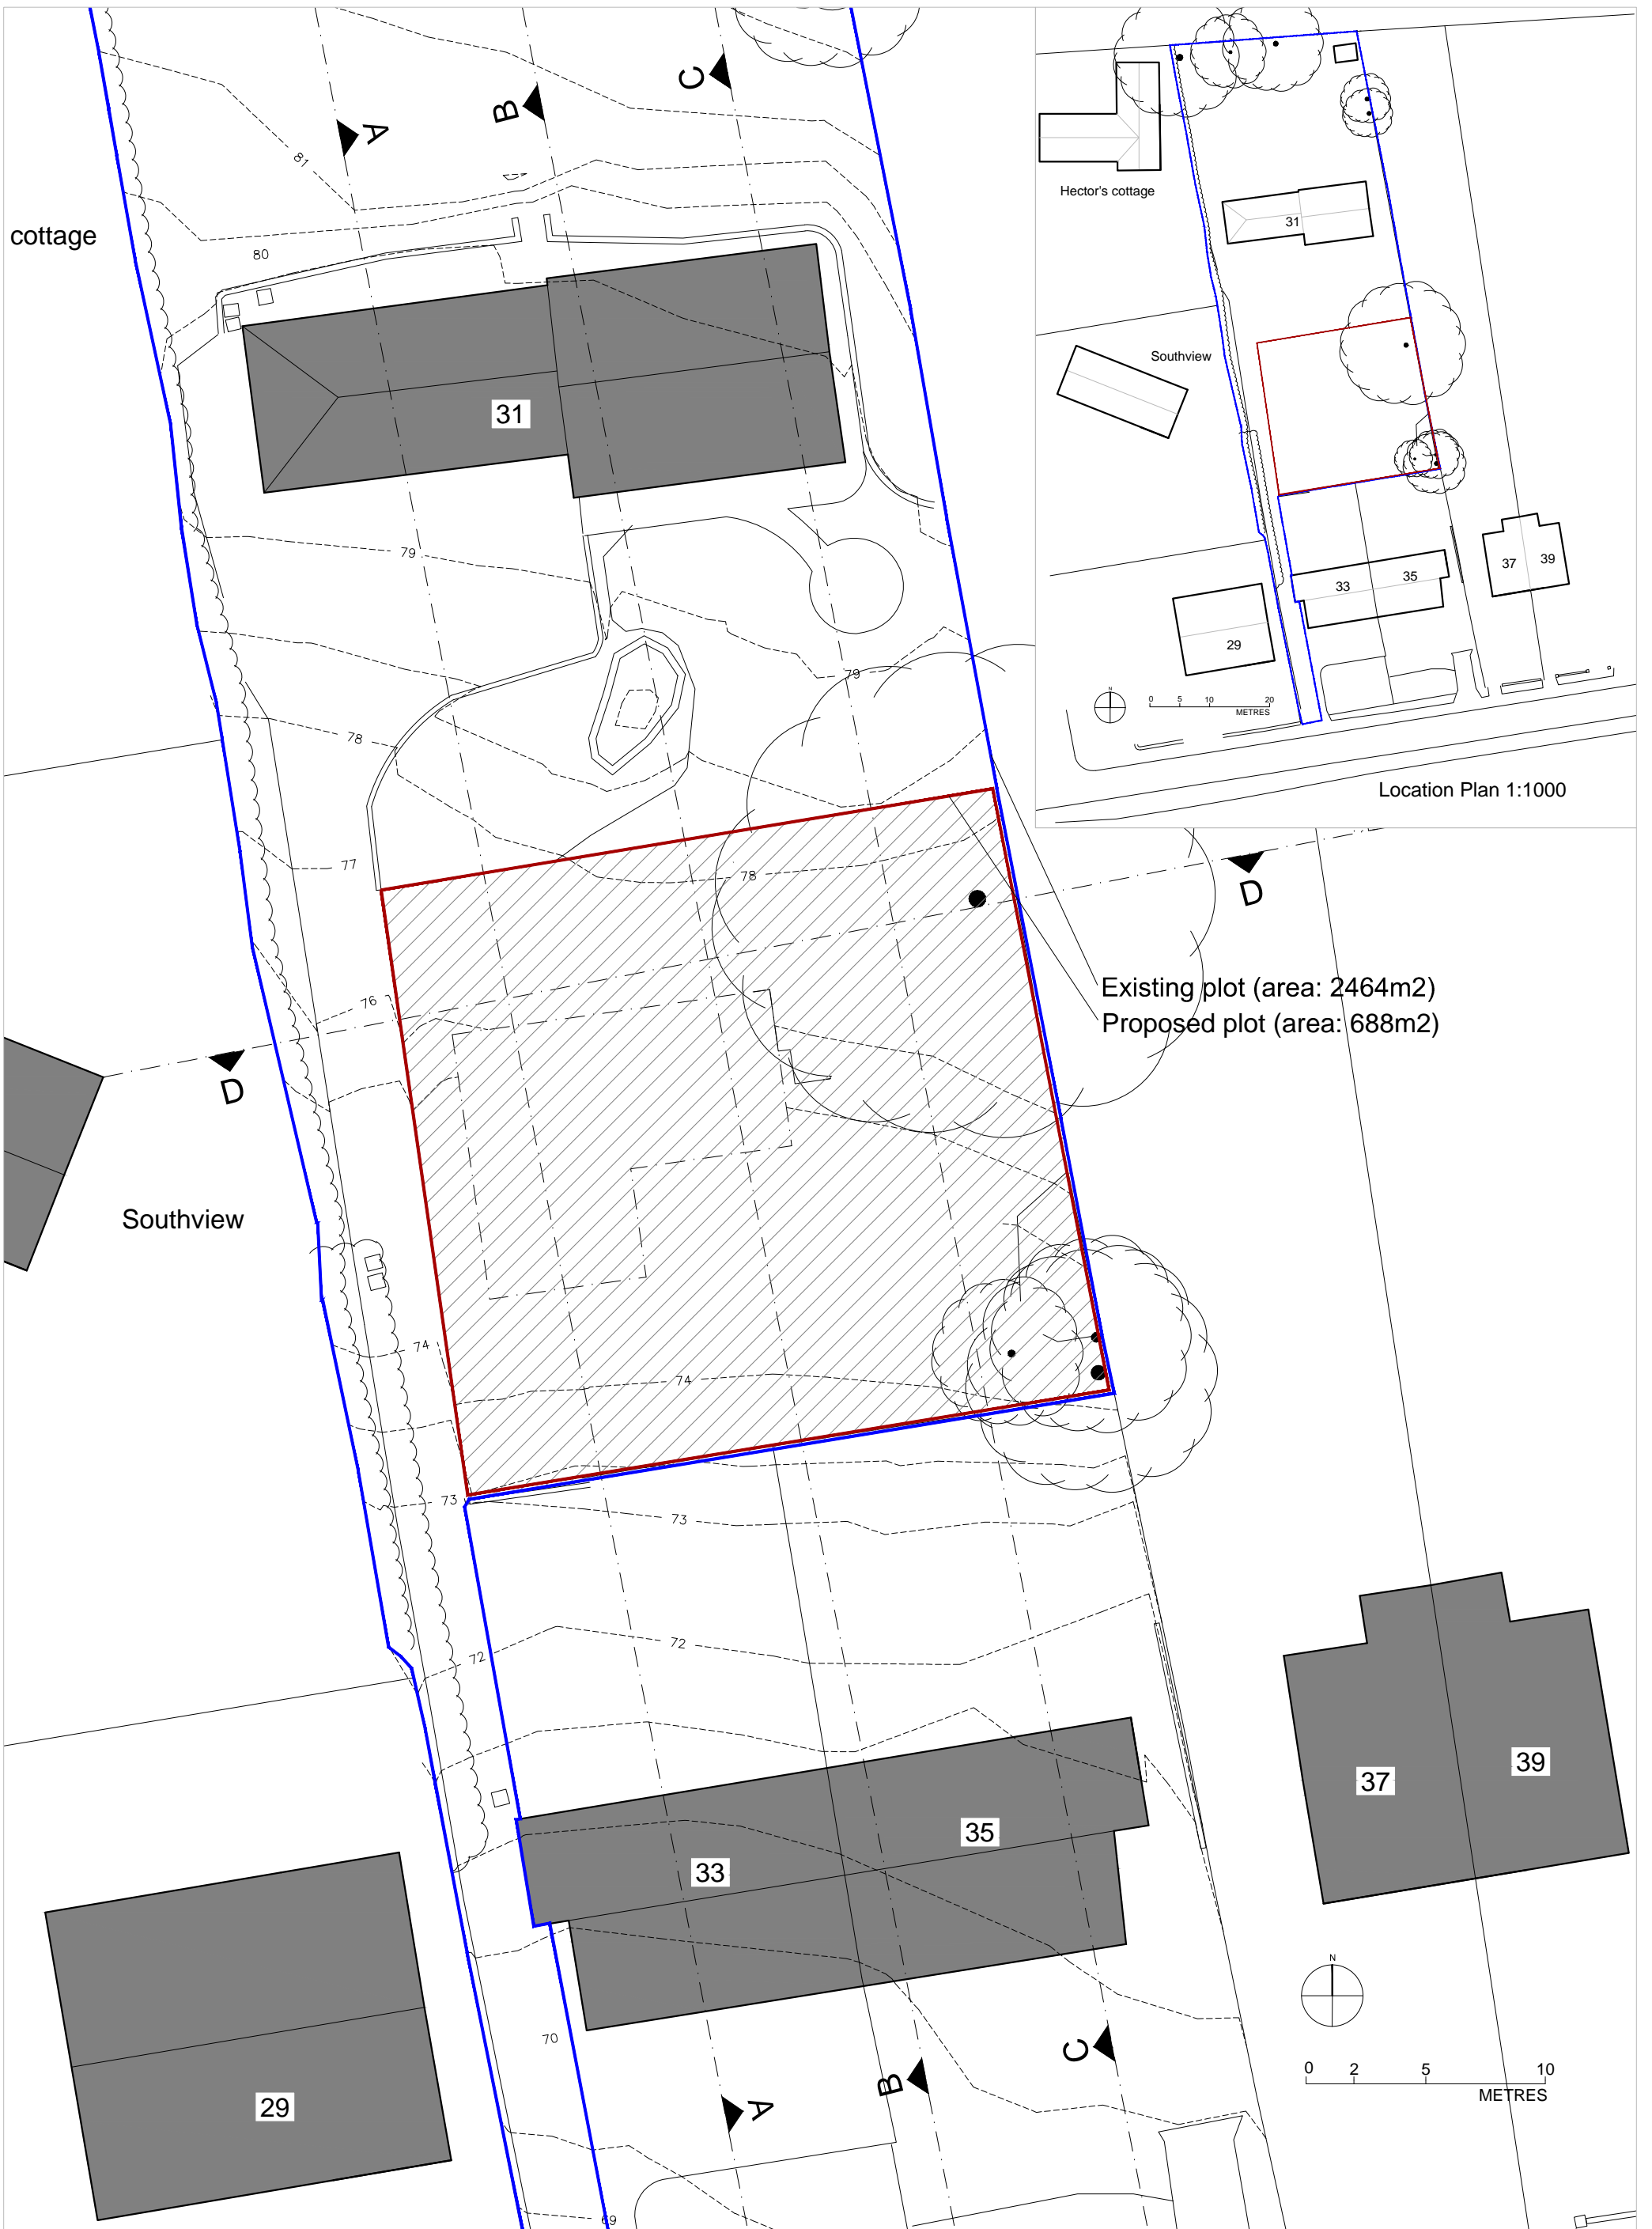 A
B
C
81
cottage
80
31
79
79
78
77
78
76
D
D
Existing plot (area: 2464m2)
Proposed plot (area: 688m2)
Southview
74
74
73
73
72
72
37
39
35
33
29
70
69
A
B
C
N
0 2 5 10
METRES
Hector's cottage
31
Southview
33
35
37
39
29
N
0 5 10 20
METRES
Location Plan 1:1000